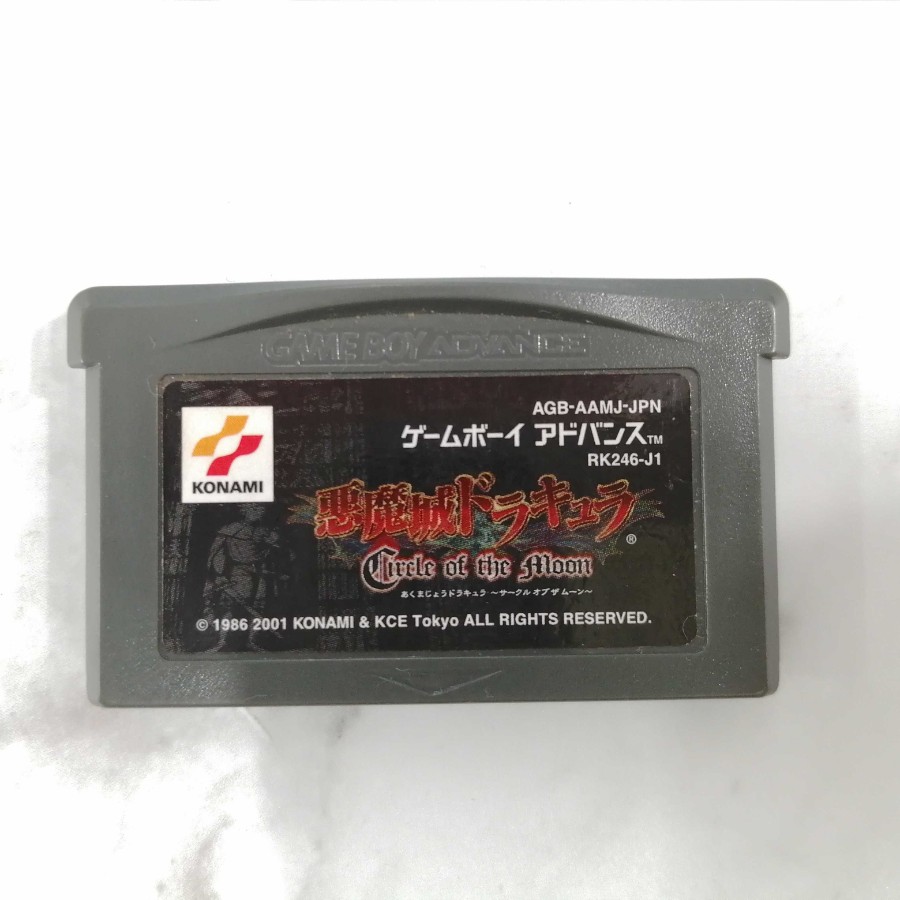 GAME BOY ADVANCE
AGB-AAMJ-JPN
ゲームボーイ アドバンス™
RK246-J1
KONAMI
悪魔城ドラキュラ®
Circle of the Moon
あくまじょうドラキュラ ～サークル オブ ザ ムーン～
© 1986 2001 KONAMI & KCE Tokyo ALL RIGHTS RESERVED.